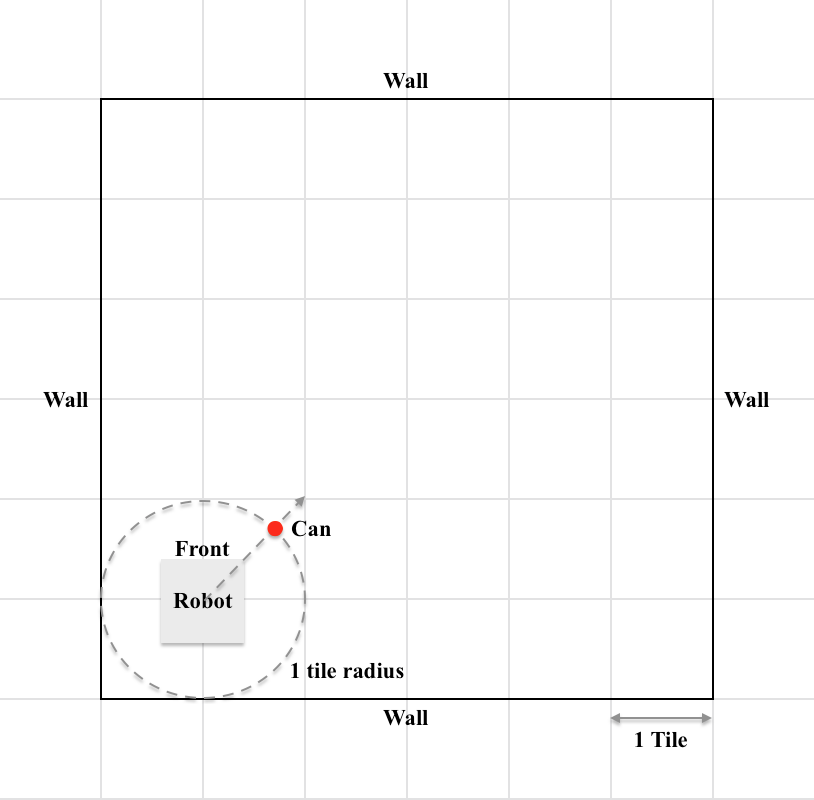 Wall
Wall
Wall
Can
Front
Robot
1 tile radius
Wall
1 Tile